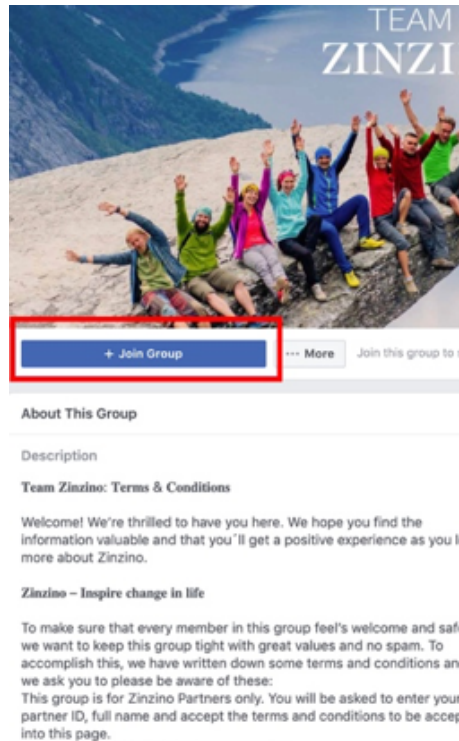 TEAM
ZINZI
+ Join Group
··· More
Join this group to
About This Group
Description
Team Zinzino: Terms & Conditions
Welcome! We're thrilled to have you here. We hope you find the
information valuable and that you´ll get a positive experience as you
more about Zinzino.
Zinzino – Inspire change in life
To make sure that every member in this group feel's welcome and safe
we want to keep this group tight with great values and no spam. To
accomplish this, we have written down some terms and conditions an
we ask you to please be aware of these:
This group is for Zinzino Partners only. You will be asked to enter your
partner ID, full name and accept the terms and conditions to be accep
into this page.